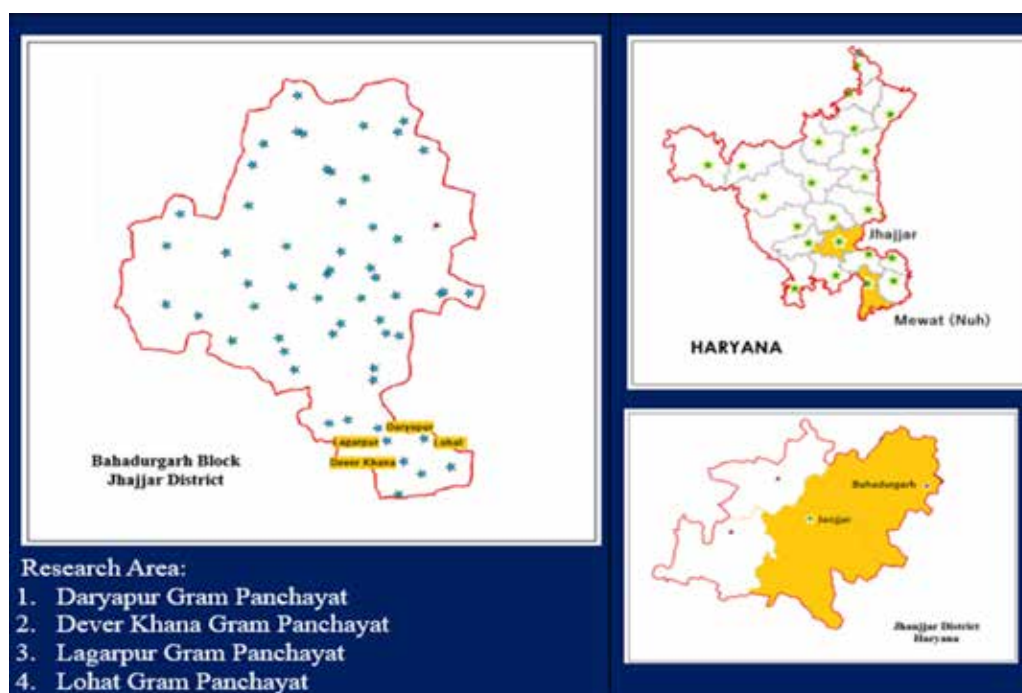 Daryapur
Lagarpur
Lohat
Dever Khana
Bahadurgarh Block
Jhajjar District
Research Area:
1. Daryapur Gram Panchayat
2. Dever Khana Gram Panchayat
3. Lagarpur Gram Panchayat
4. Lohat Gram Panchayat
Jhajjar
Mewat (Nuh)
HARYANA
Bahadurgarh
Jhajjar District
Haryana